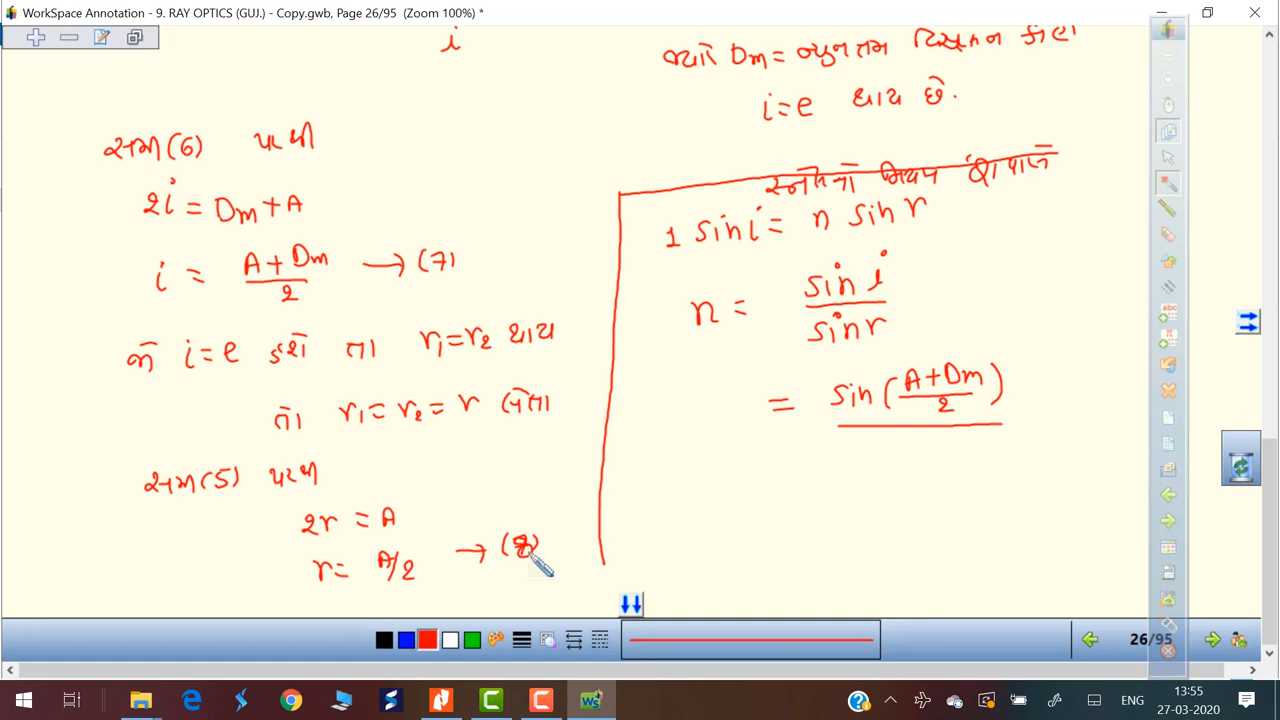 WorkSpace Annotation - 9. RAY OPTICS (GUJ.) - Copy.gwb, Page 26/95 (Zoom 100%) *
i
જ્યારે Dm = ન્યુનતમ વિચલન કોણ
i = e થાય છે.
સમી (6) પરથી
2i = Dm + A
i = A + Dm / 2 → (7)
જો i = e હશે તો r₁ = r₂ થાય
તો r₁ = r₂ = r લેતા
સમી (5) પરથી
2r = A
r = A/2 → (8)
સ્નેલનો નિયમ
1 sin i = n sin r
n = sin i / sin r
= sin (A + Dm / 2)
26/95
ENG
13:55
27-03-2020